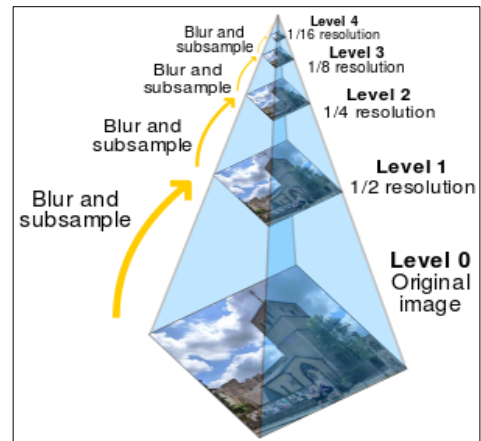 Level 4
1/16 resolution
Blur and
subsample
Level 3
1/8 resolution
Blur and
subsample
Level 2
1/4 resolution
Blur and
subsample
Level 1
1/2 resolution
Blur and
subsample
Level 0
Original
image